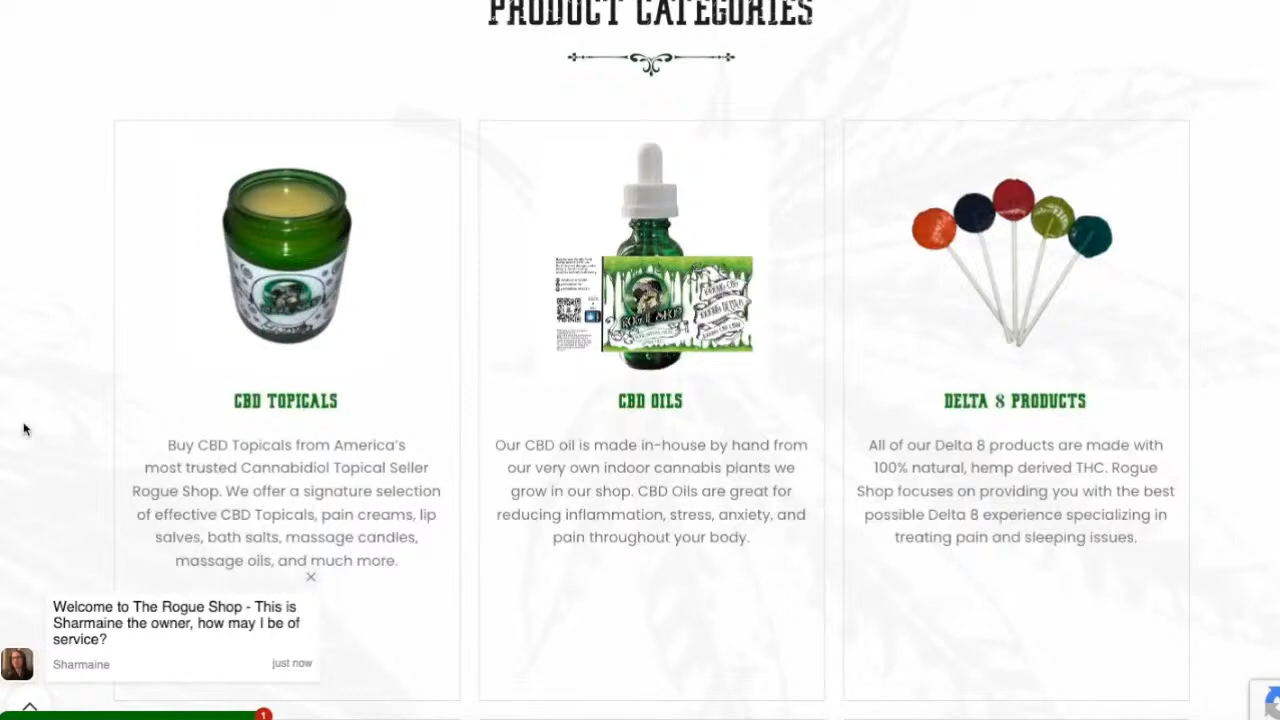 PRODUCT CATEGORIES
CBD TOPICALS
Buy CBD Topicals from America's
most trusted Cannabidiol Topical Seller
Rogue Shop. We offer a signature selection
of effective CBD Topicals, pain creams, lip
salves, bath salts, massage candles,
massage oils, and much more.
ROGUE SHOP
CBD OILS
Our CBD oil is made in-house by hand from
our very own indoor cannabis plants we
grow in our shop. CBD Oils are great for
reducing inflammation, stress, anxiety, and
pain throughout your body.
DELTA 8 PRODUCTS
All of our Delta 8 products are made with
100% natural, hemp derived THC. Rogue
Shop focuses on providing you with the best
possible Delta 8 experience specializing in
treating pain and sleeping issues.
Welcome to The Rogue Shop - This is
Sharmaine the owner, how may I be of
service?
Sharmaine just now
1